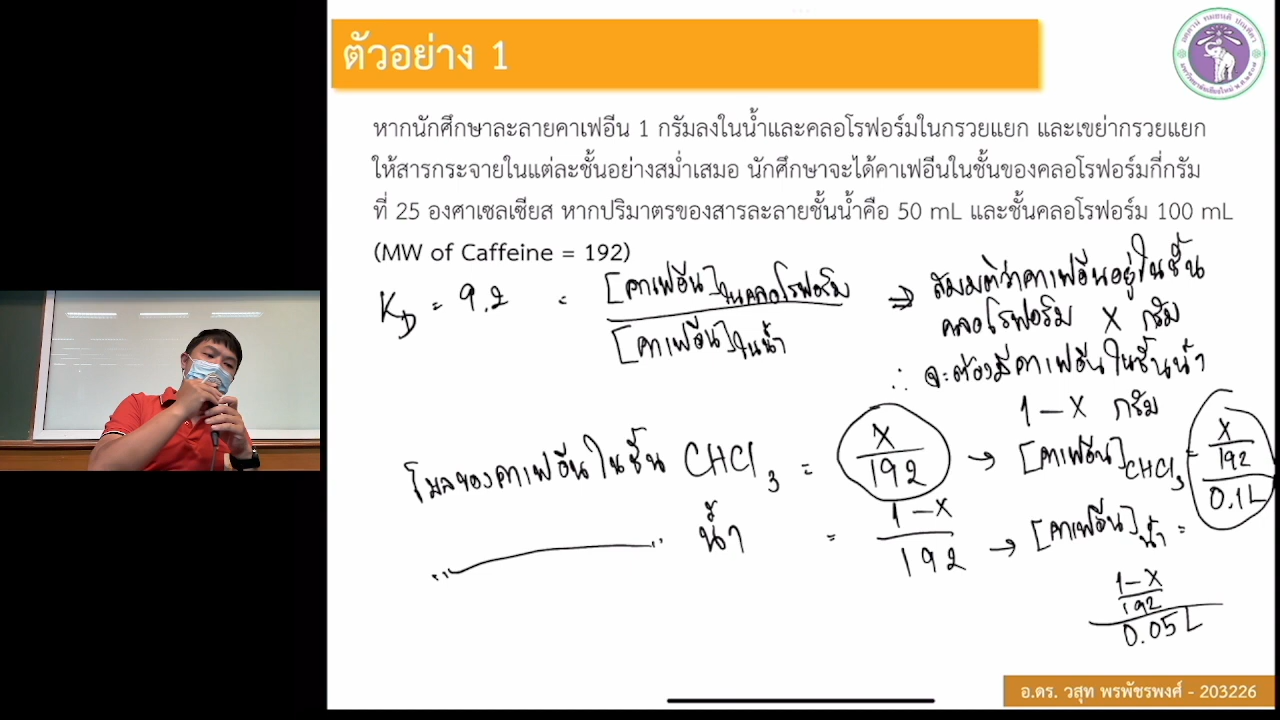 ตัวอย่าง 1
หากนักศึกษาละลายคาเฟอีน 1 กรัมลงในน้ำและคลอโรฟอร์มในกรวยแยก และเขย่ากรวยแยก
ให้สารกระจายในแต่ละชั้นอย่างสม่ำเสมอ นักศึกษาจะได้คาเฟอีนในชั้นของคลอโรฟอร์มกี่กรัม
ที่ 25 องศาเซลเซียส หากปริมาตรของสารละลายชั้นน้ำคือ 50 mL และชั้นคลอโรฟอร์ม 100 mL
(MW of Caffeine = 192)
K_D = 9.2 = [คาเฟอีน]ในคลอโรฟอร์ม / [คาเฟอีน]ในน้ำ
⇒ สมมติว่าคาเฟอีนอยู่ในชั้น
คลอโรฟอร์ม X กรัม
∴ จะต้องมีคาเฟอีนในชั้นน้ำ
1 – X กรัม
โมลของคาเฟอีนในชั้น CHCl3 = X/192 → [คาเฟอีน]CHCl3 = X/192 / 0.1L
" ——— " น้ำ = 1–X/192 → [คาเฟอีน]น้ำ =
1–X/192 / 0.05L
อ.ดร. วสุท พรพัชรพงศ์ - 203226